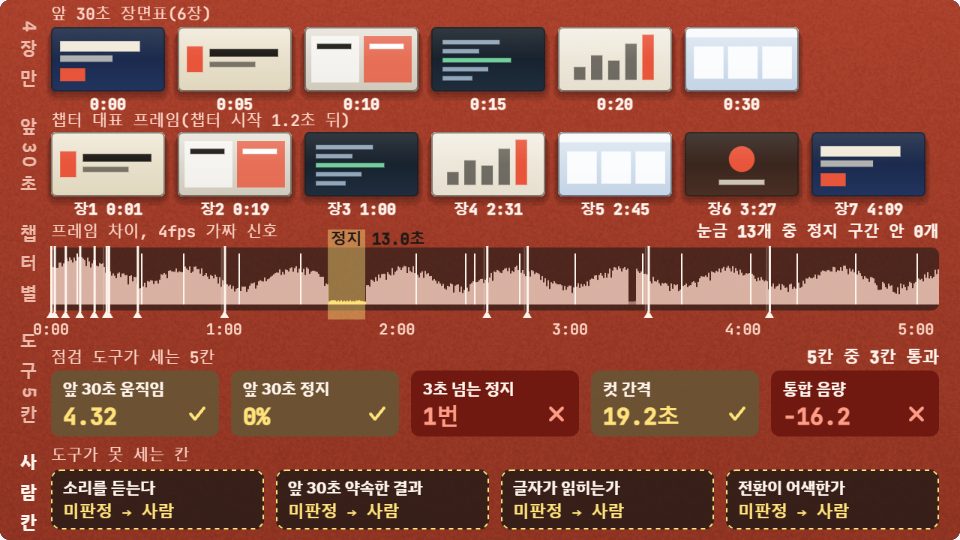 앞 30초 장면표(6장)
0:00 0:05 0:10 0:15 0:20 0:30
챕터 대표 프레임(챕터 시작 1.2초 뒤)
장1 0:01 장2 0:19 장3 1:00 장4 2:31 장5 2:45 장6 3:27 장7 4:09
프레임 차이, 4fps 가짜 신호
정지 13.0초
눈금 13개 중 정지 구간 안 0개
0:00 1:00 2:00 3:00 4:00 5:00
점검 도구가 세는 5칸
5칸 중 3칸 통과
앞 30초 움직임
4.32
앞 30초 정지
0%
3초 넘는 정지
1번
컷 간격
19.2초
통합 음량
-16.2
도구가 못 세는 칸
소리를 듣는다
미판정 → 사람
앞 30초 약속한 결과
미판정 → 사람
글자가 읽히는가
미판정 → 사람
전환이 어색한가
미판정 → 사람
4장만
앞30초
챕터별
도구5칸
사람칸